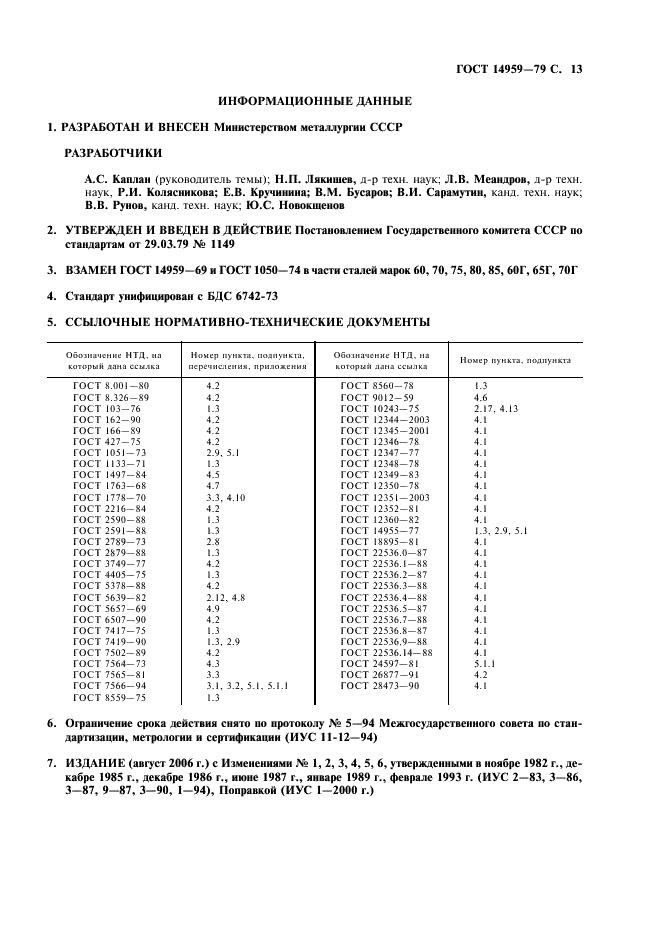 ГОСТ 14959—79 С. 13
ИНФОРМАЦИОННЫЕ ДАННЫЕ
1. РАЗРАБОТАН И ВНЕСЕН Министерством металлургии СССР
РАЗРАБОТЧИКИ
А.С. Каплан (руководитель темы); Н.П. Лякишев, д-р техн. наук; Л.В. Меандров, д-р техн.
наук, Р.И. Колясникова; Е.В. Кручинина; В.М. Бусаров; В.И. Сарамутин, канд. техн. наук;
В.В. Рунов, канд. техн. наук; Ю.С. Новокщенов
2. УТВЕРЖДЕН И ВВЕДЕН В ДЕЙСТВИЕ Постановлением Государственного комитета СССР по
стандартам от 29.03.79 № 1149
3. ВЗАМЕН ГОСТ 14959—69 и ГОСТ 1050—74 в части сталей марок 60, 70, 75, 80, 85, 60Г, 65Г, 70Г
4. Стандарт унифицирован с БДС 6742-73
5. ССЫЛОЧНЫЕ НОРМАТИВНО-ТЕХНИЧЕСКИЕ ДОКУМЕНТЫ
Обозначение НТД, на который дана ссылка | Номер пункта, подпункта, перечисления, приложения | Обозначение НТД, на который дана ссылка | Номер пункта, подпункта
ГОСТ 8.001—80 4.2 ГОСТ 8560—78 1.3
ГОСТ 8.326—89 4.2 ГОСТ 9012—59 4.6
ГОСТ 103—76 1.3 ГОСТ 10243—75 2.17, 4.13
ГОСТ 162—90 4.2 ГОСТ 12344—2003 4.1
ГОСТ 166—89 4.2 ГОСТ 12345—2001 4.1
ГОСТ 427—75 4.2 ГОСТ 12346—78 4.1
ГОСТ 1051—73 2.9, 5.1 ГОСТ 12347—77 4.1
ГОСТ 1133—71 1.3 ГОСТ 12348—78 4.1
ГОСТ 1497—84 4.5 ГОСТ 12349—83 4.1
ГОСТ 1763—68 4.7 ГОСТ 12350—78 4.1
ГОСТ 1778—70 3.3, 4.10 ГОСТ 12351—2003 4.1
ГОСТ 2216—84 4.2 ГОСТ 12352—81 4.1
ГОСТ 2590—88 1.3 ГОСТ 12360—82 4.1
ГОСТ 2591—88 1.3 ГОСТ 14955—77 1.3, 2.9, 5.1
ГОСТ 2789—73 2.8 ГОСТ 18895—81 4.1
ГОСТ 2879—88 1.3 ГОСТ 22536.0—87 4.1
ГОСТ 3749—77 4.2 ГОСТ 22536.1—88 4.1
ГОСТ 4405—75 1.3 ГОСТ 22536.2—87 4.1
ГОСТ 5378—88 4.2 ГОСТ 22536.3—88 4.1
ГОСТ 5639—82 2.12, 4.8 ГОСТ 22536.4—88 4.1
ГОСТ 5657—69 4.9 ГОСТ 22536.5—87 4.1
ГОСТ 6507—90 4.2 ГОСТ 22536.7—88 4.1
ГОСТ 7417—75 1.3 ГОСТ 22536.8—87 4.1
ГОСТ 7419—90 1.3, 2.9 ГОСТ 22536.9—88 4.1
ГОСТ 7502—89 4.2 ГОСТ 22536.14—88 4.1
ГОСТ 7564—73 4.3 ГОСТ 24597—81 5.1.1
ГОСТ 7565—81 3.3 ГОСТ 26877—91 4.2
ГОСТ 7566—94 3.1, 3.2, 5.1, 5.1.1 ГОСТ 28473—90 4.1
ГОСТ 8559—75 1.3
6. Ограничение срока действия снято по протоколу № 5—94 Межгосударственного совета по стан-
дартизации, метрологии и сертификации (ИУС 11-12—94)
7. ИЗДАНИЕ (август 2006 г.) с Изменениями № 1, 2, 3, 4, 5, 6, утвержденными в ноябре 1982 г., де-
кабре 1985 г., декабре 1986 г., июне 1987 г., январе 1989 г., феврале 1993 г. (ИУС 2—83, 3—86,
3—87, 9—87, 3—90, 1—94), Поправкой (ИУС 1—2000 г.)